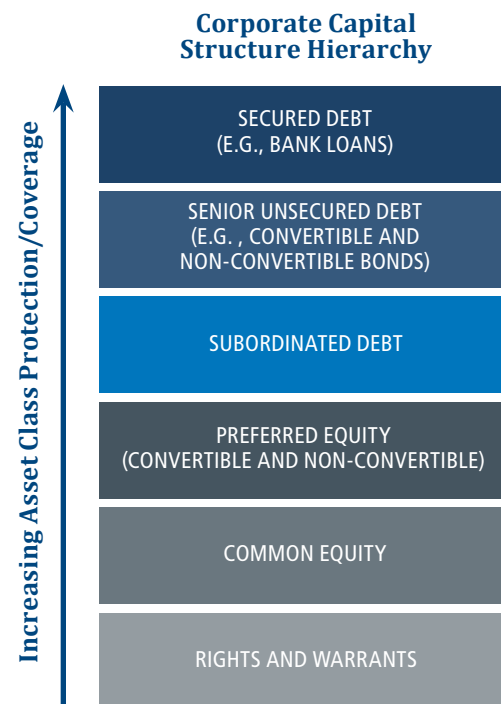 Corporate Capital
Structure Hierarchy
Increasing Asset Class Protection/Coverage
SECURED DEBT
(E.G., BANK LOANS)
SENIOR UNSECURED DEBT
(E.G. , CONVERTIBLE AND
NON-CONVERTIBLE BONDS)
SUBORDINATED DEBT
PREFERRED EQUITY
(CONVERTIBLE AND NON-CONVERTIBLE)
COMMON EQUITY
RIGHTS AND WARRANTS